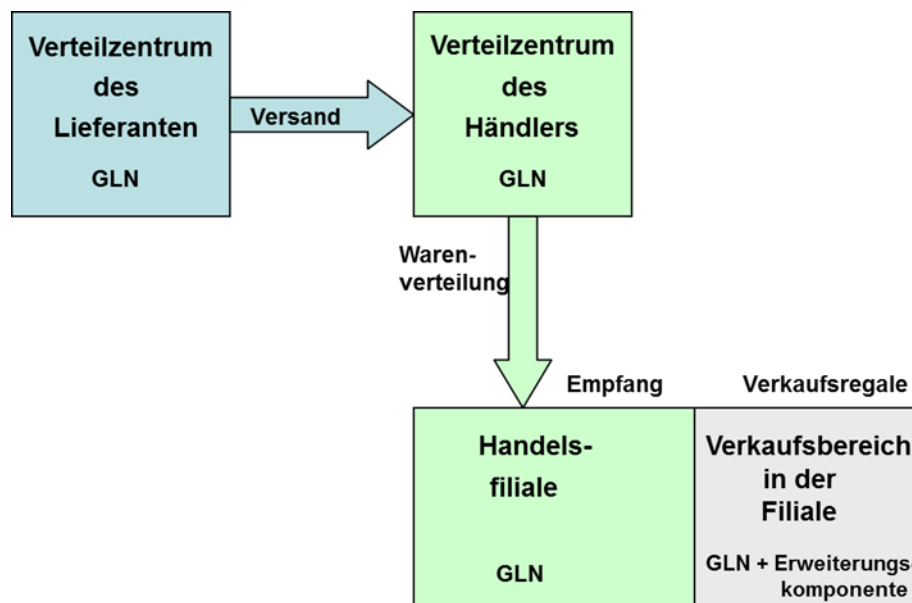 Verteilzentrum
des
Lieferanten
GLN
Versand
Verteilzentrum
des
Händlers
GLN
Waren-
verteilung
Empfang
Verkaufsregale
Handels-
filiale
GLN
Verkaufsbereich
in der
Filiale
GLN + Erweiterungs-
komponente